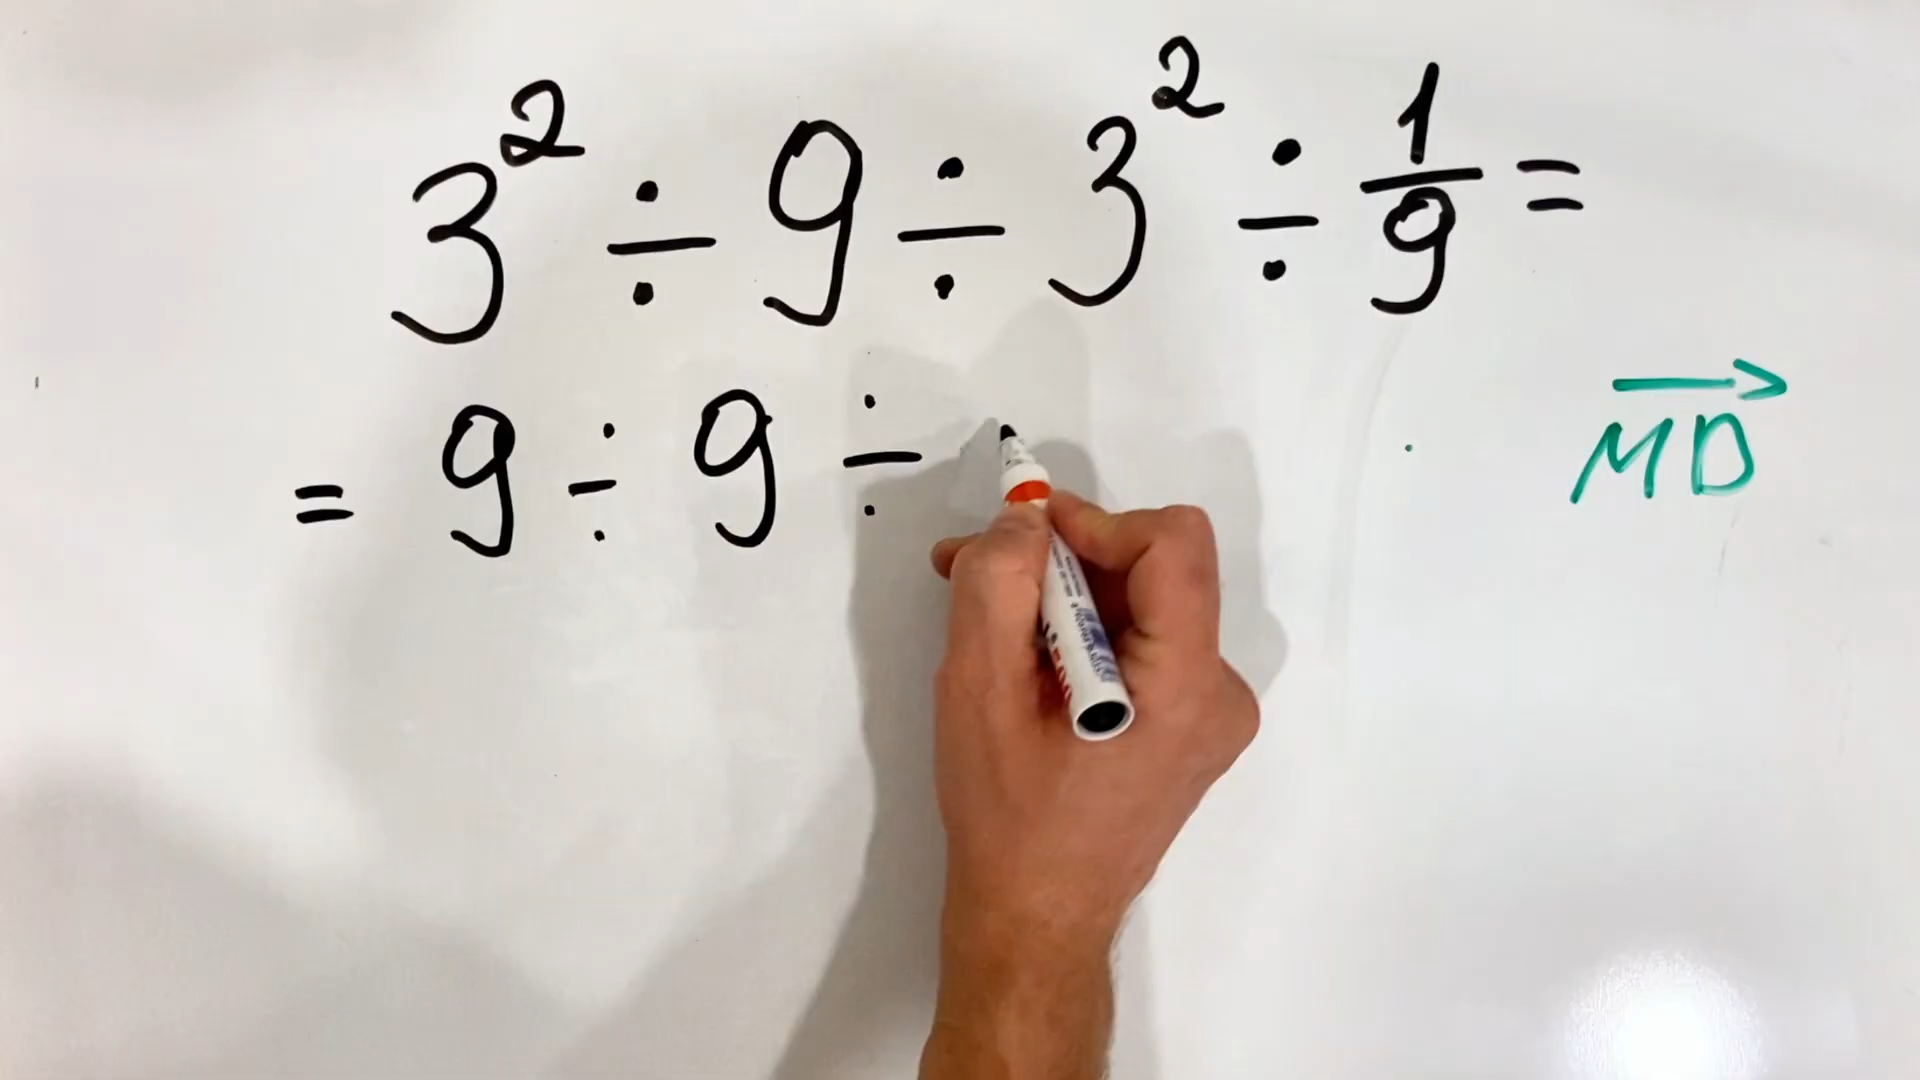 3² ÷ 9 ÷ 3² ÷ 1/9 =
= 9 ÷ 9 ÷
MD